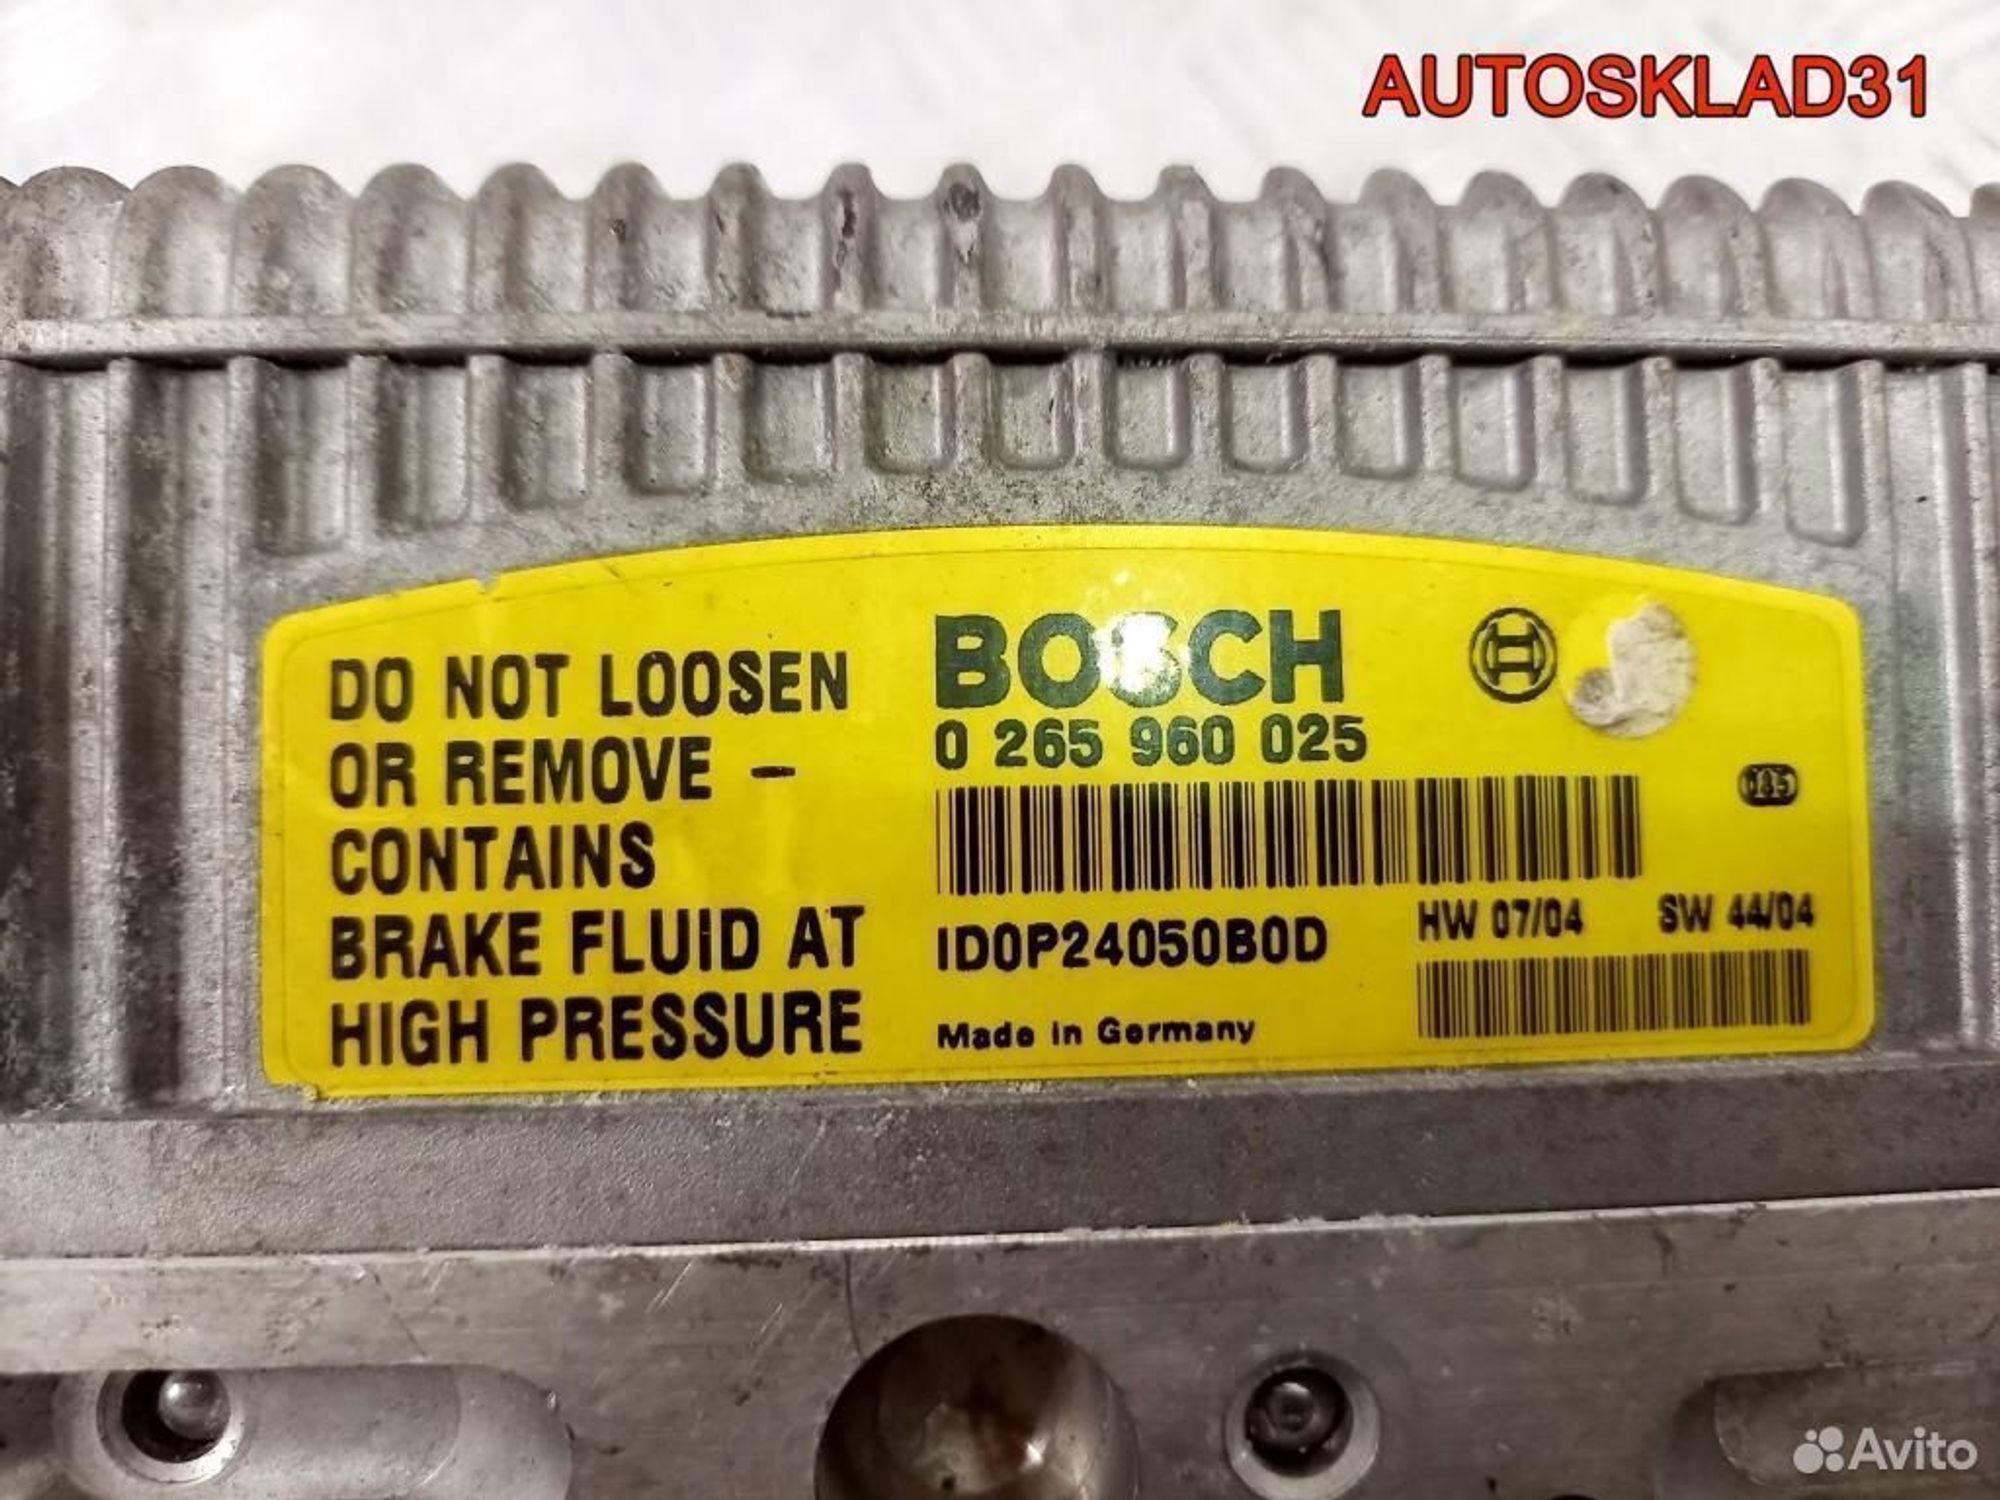 AUTOSKLAD31
DO NOT LOOSEN
OR REMOVE –
CONTAINS
BRAKE FLUID AT
HIGH PRESSURE
BOSCH
0 265 960 025
ID0P24050B0D
HW 07/04 SW 44/04
Made in Germany
Avito